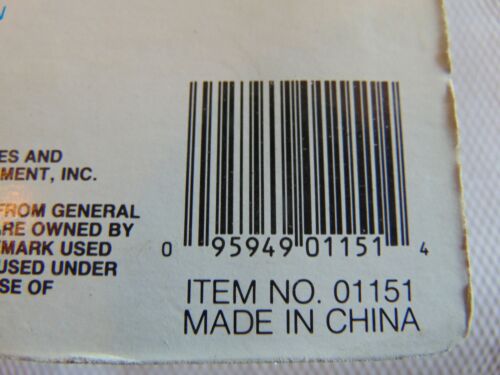 ES AND
MENT, INC.
FROM GENERAL
ARE OWNED BY
EMARK USED
USED UNDER
SE OF
0 95949 01151 4
ITEM NO. 01151
MADE IN CHINA